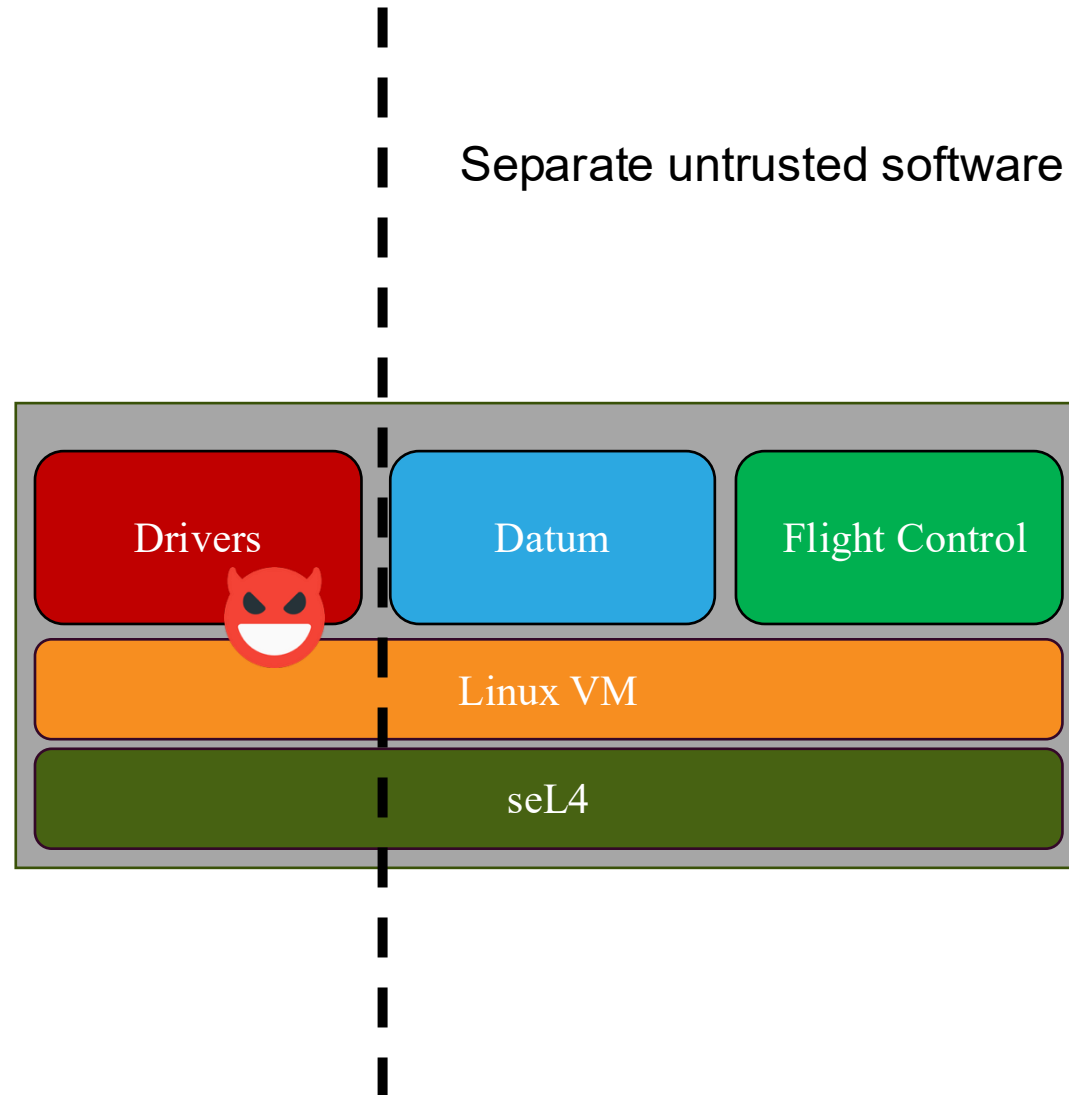 Separate untrusted software
Drivers
Datum
Flight Control
Linux VM
seL4